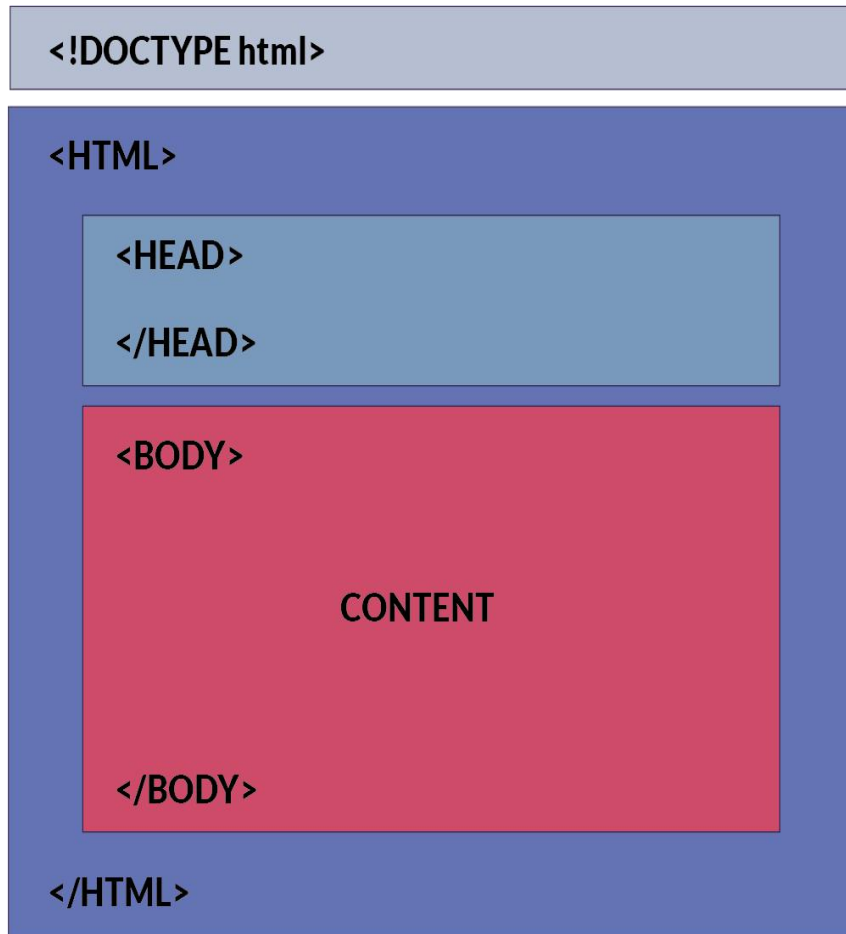 <!DOCTYPE html>
<HTML>
<HEAD>
</HEAD>
<BODY>
CONTENT
</BODY>
</HTML>